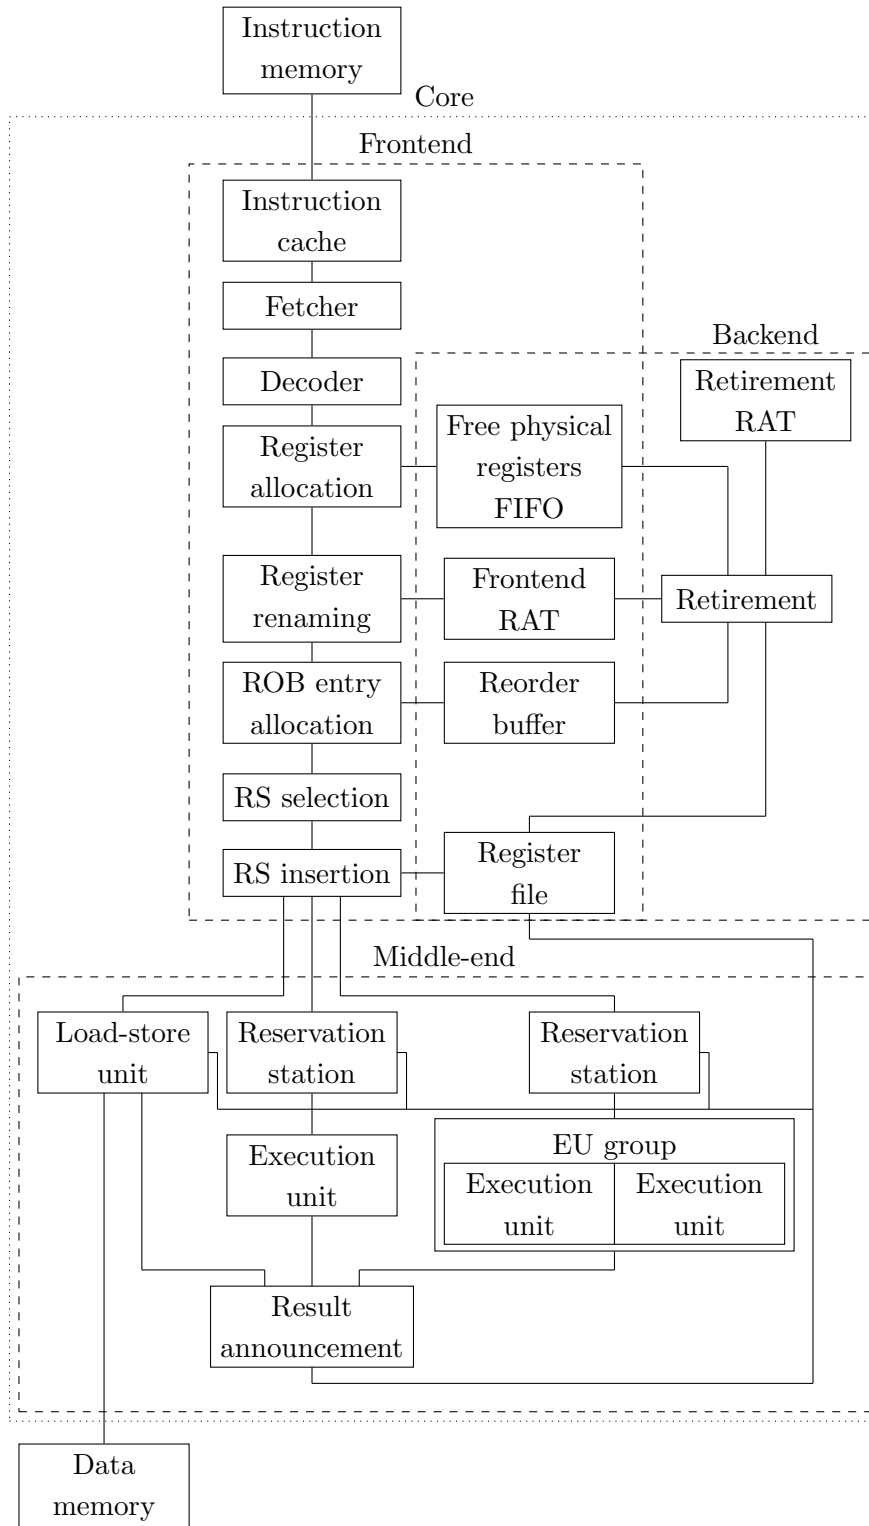 Instruction
memory
Core
Frontend
Instruction
cache
Fetcher
Backend
Decoder
Retirement
RAT
Register
allocation
Free physical
registers
FIFO
Register
renaming
Frontend
RAT
Retirement
ROB entry
allocation
Reorder
buffer
RS selection
RS insertion
Register
file
Middle-end
Load-store
unit
Reservation
station
Reservation
station
Execution
unit
EU group
Execution
unit
Execution
unit
Result
announcement
Data
memory